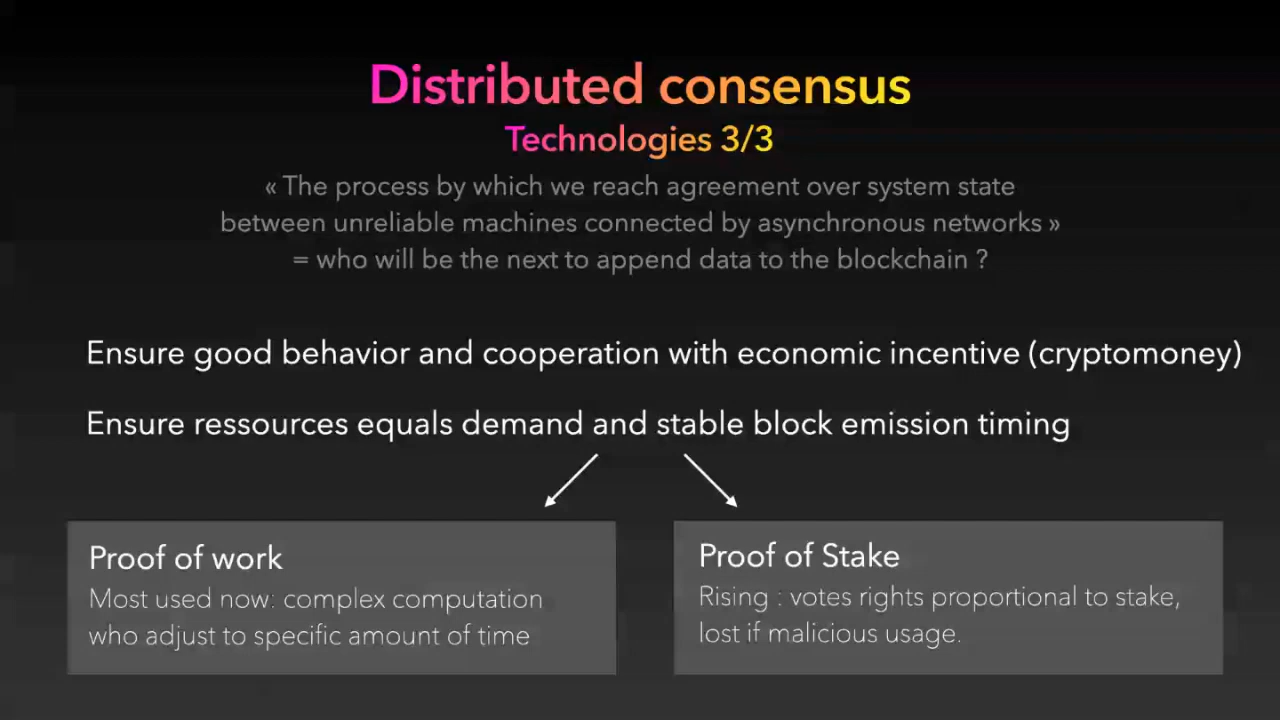 Distributed consensus
Technologies 3/3
« The process by which we reach agreement over system state
between unreliable machines connected by asynchronous networks »
= who will be the next to append data to the blockchain ?
Ensure good behavior and cooperation with economic incentive (cryptomoney)
Ensure ressources equals demand and stable block emission timing
Proof of work
Most used now: complex computation
who adjust to specific amount of time
Proof of Stake
Rising : votes rights proportional to stake,
lost if malicious usage.